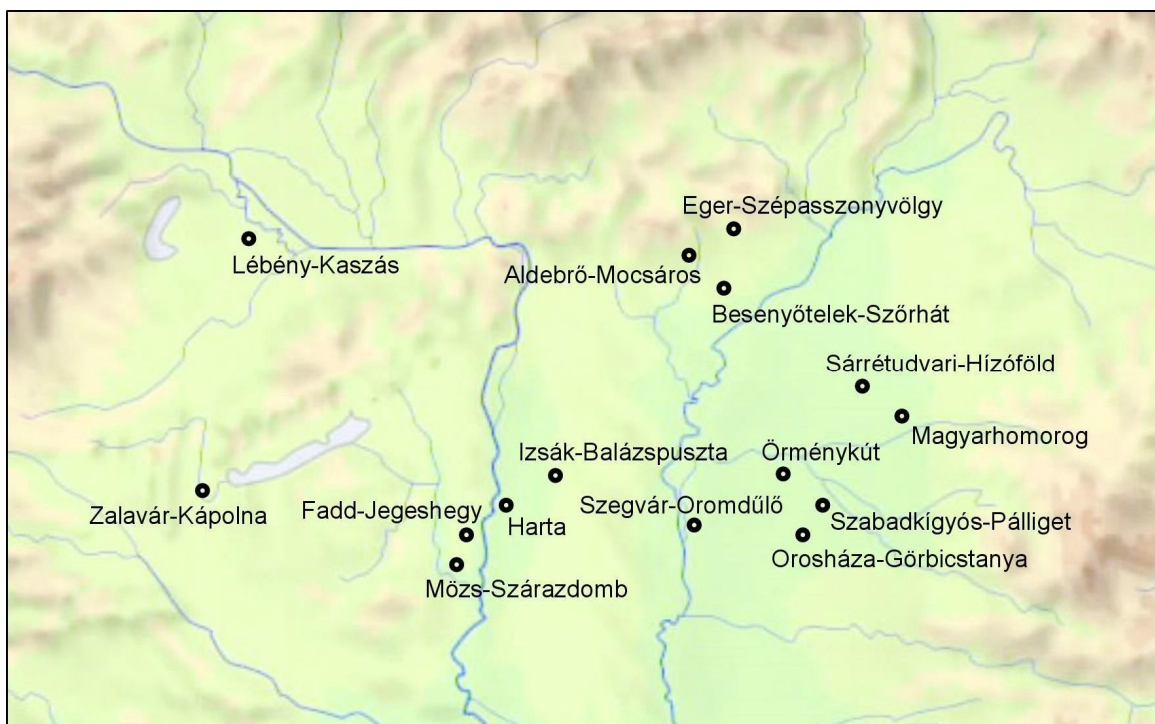 Eger-Szépasszonyvölgy
Lébény-Kaszás
Aldebrő-Mocsáros
Besenyőtelek-Szőrhát
Sárrétudvari-Hízóföld
Magyarhomorog
Izsák-Balázspuszta
Örménykút
Zalavár-Kápolna
Fadd-Jegeshegy
Harta
Szegvár-Oromdűlő
Szabadkígyós-Pálliget
Orosháza-Görbicstanya
Mözs-Szárazdomb